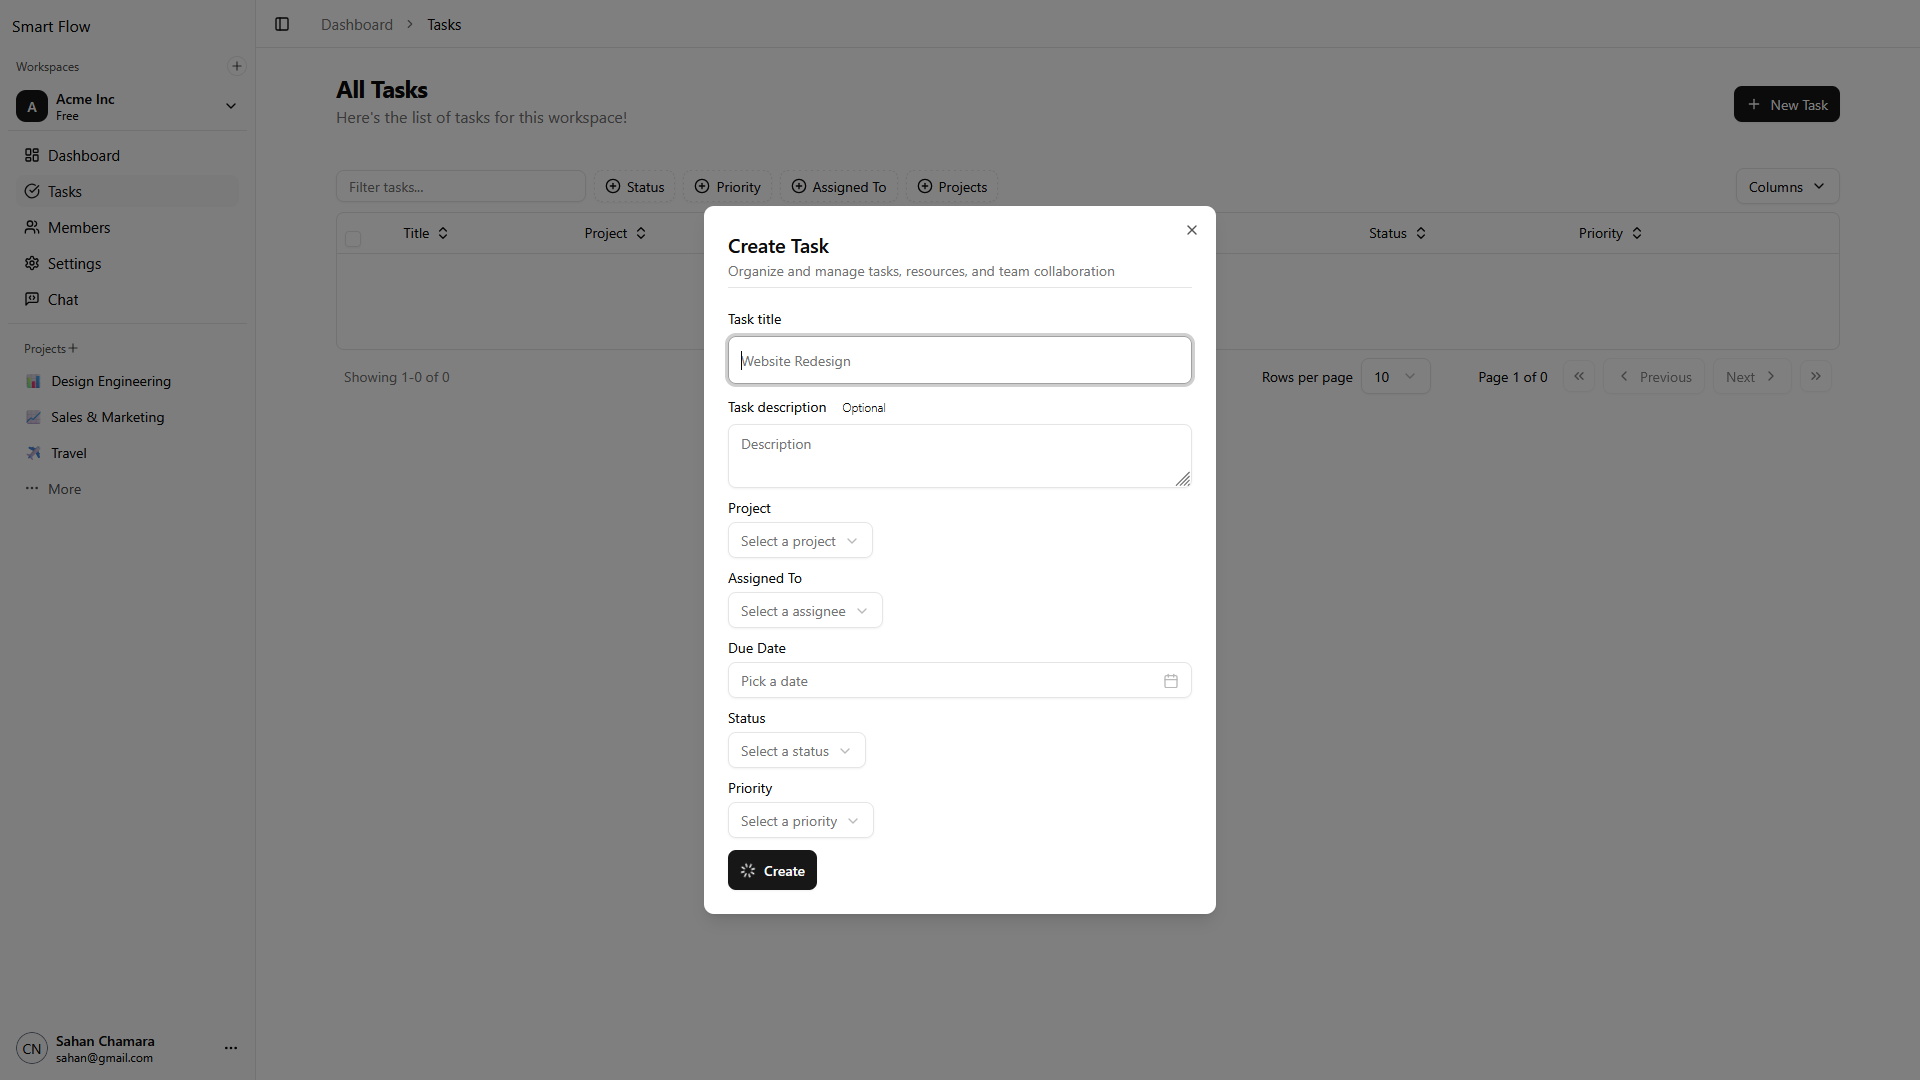 Smart Flow
Workspaces
A
Acme Inc
Free
Dashboard
Tasks
Members
Settings
Chat
Projects
Design Engineering
Sales & Marketing
Travel
More
CN
Sahan Chamara
sahan@gmail.com
Dashboard > Tasks
All Tasks
Here's the list of tasks for this workspace!
New Task
Filter tasks...
Status
Priority
Assigned To
Projects
Columns
Title
Project
Status
Priority
Showing 1-0 of 0
Rows per page
10
Page 1 of 0
Previous
Next
Create Task
Organize and manage tasks, resources, and team collaboration
Task title
Website Redesign
Task description Optional
Description
Project
Select a project
Assigned To
Select a assignee
Due Date
Pick a date
Status
Select a status
Priority
Select a priority
Create